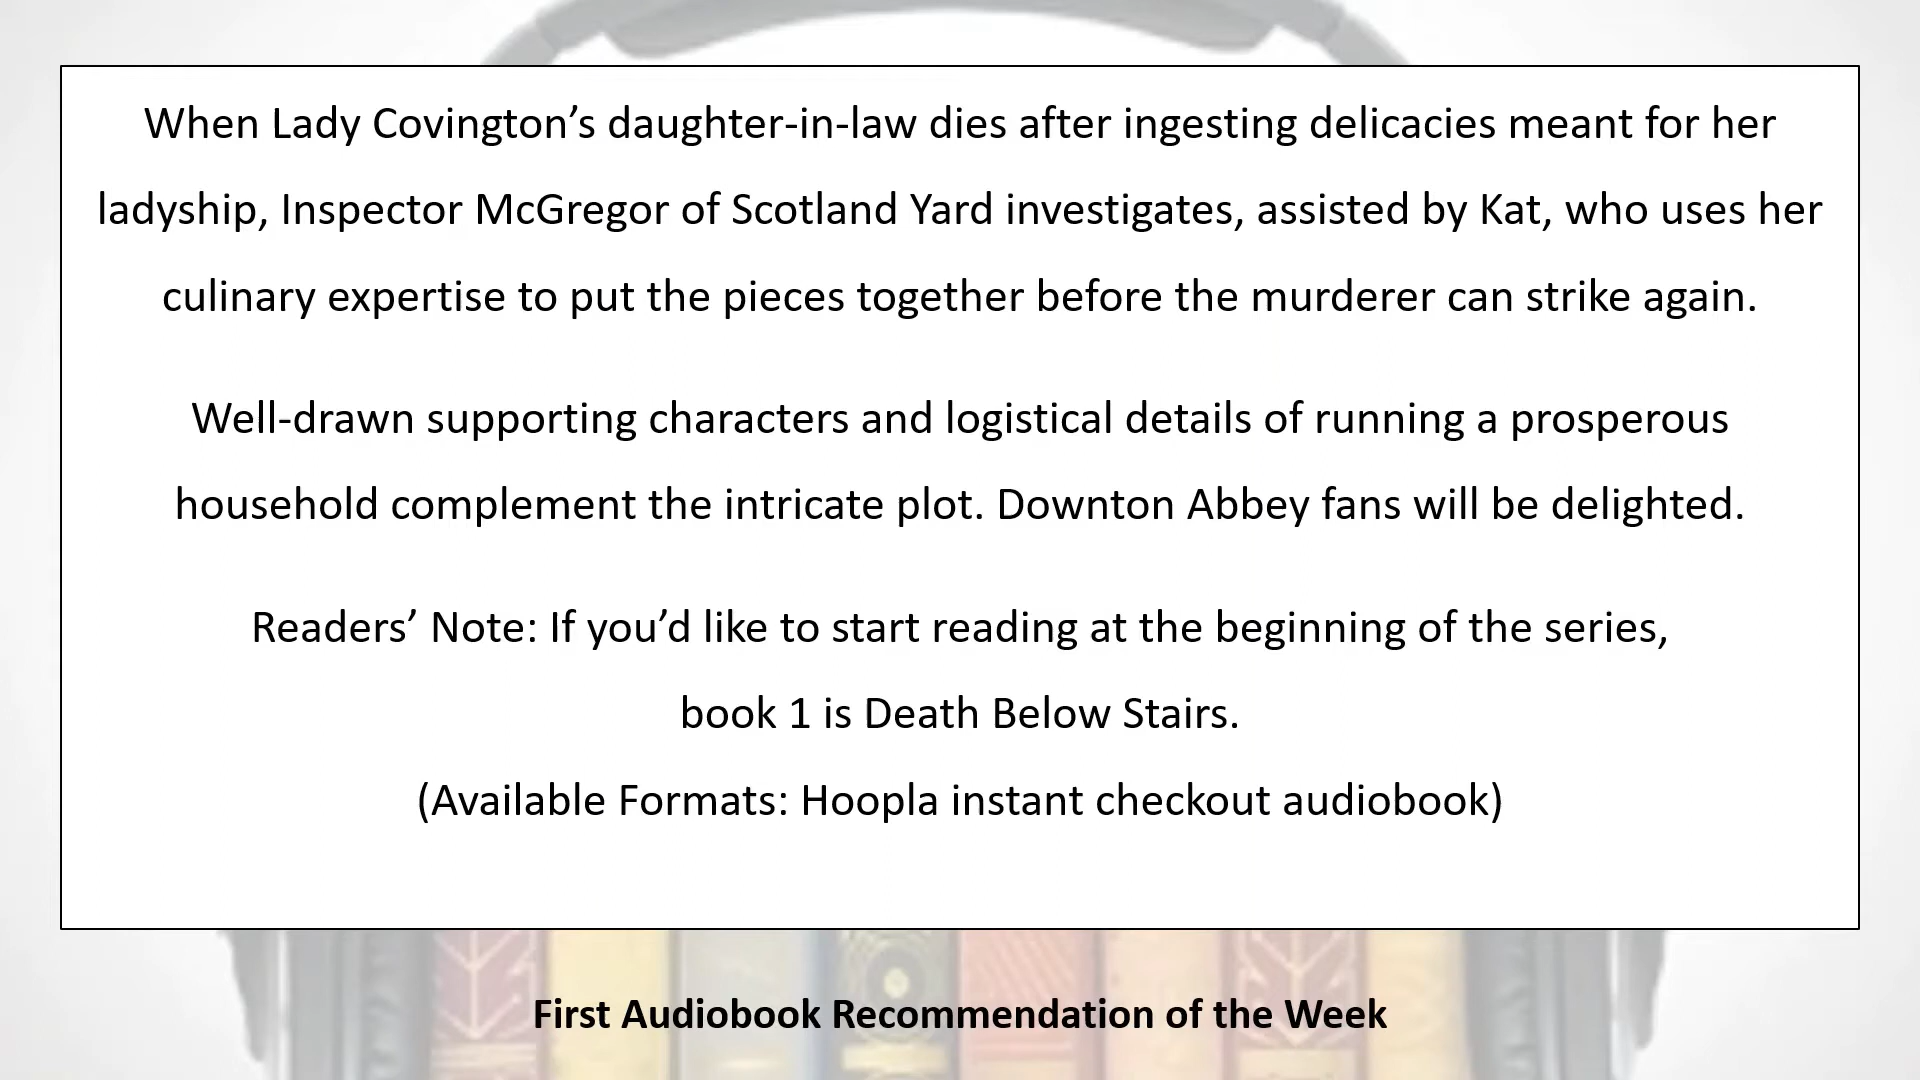 When Lady Covington’s daughter-in-law dies after ingesting delicacies meant for her
ladyship, Inspector McGregor of Scotland Yard investigates, assisted by Kat, who uses her
culinary expertise to put the pieces together before the murderer can strike again.
Well-drawn supporting characters and logistical details of running a prosperous
household complement the intricate plot. Downton Abbey fans will be delighted.
Readers’ Note: If you’d like to start reading at the beginning of the series,
book 1 is Death Below Stairs.
(Available Formats: Hoopla instant checkout audiobook)
First Audiobook Recommendation of the Week